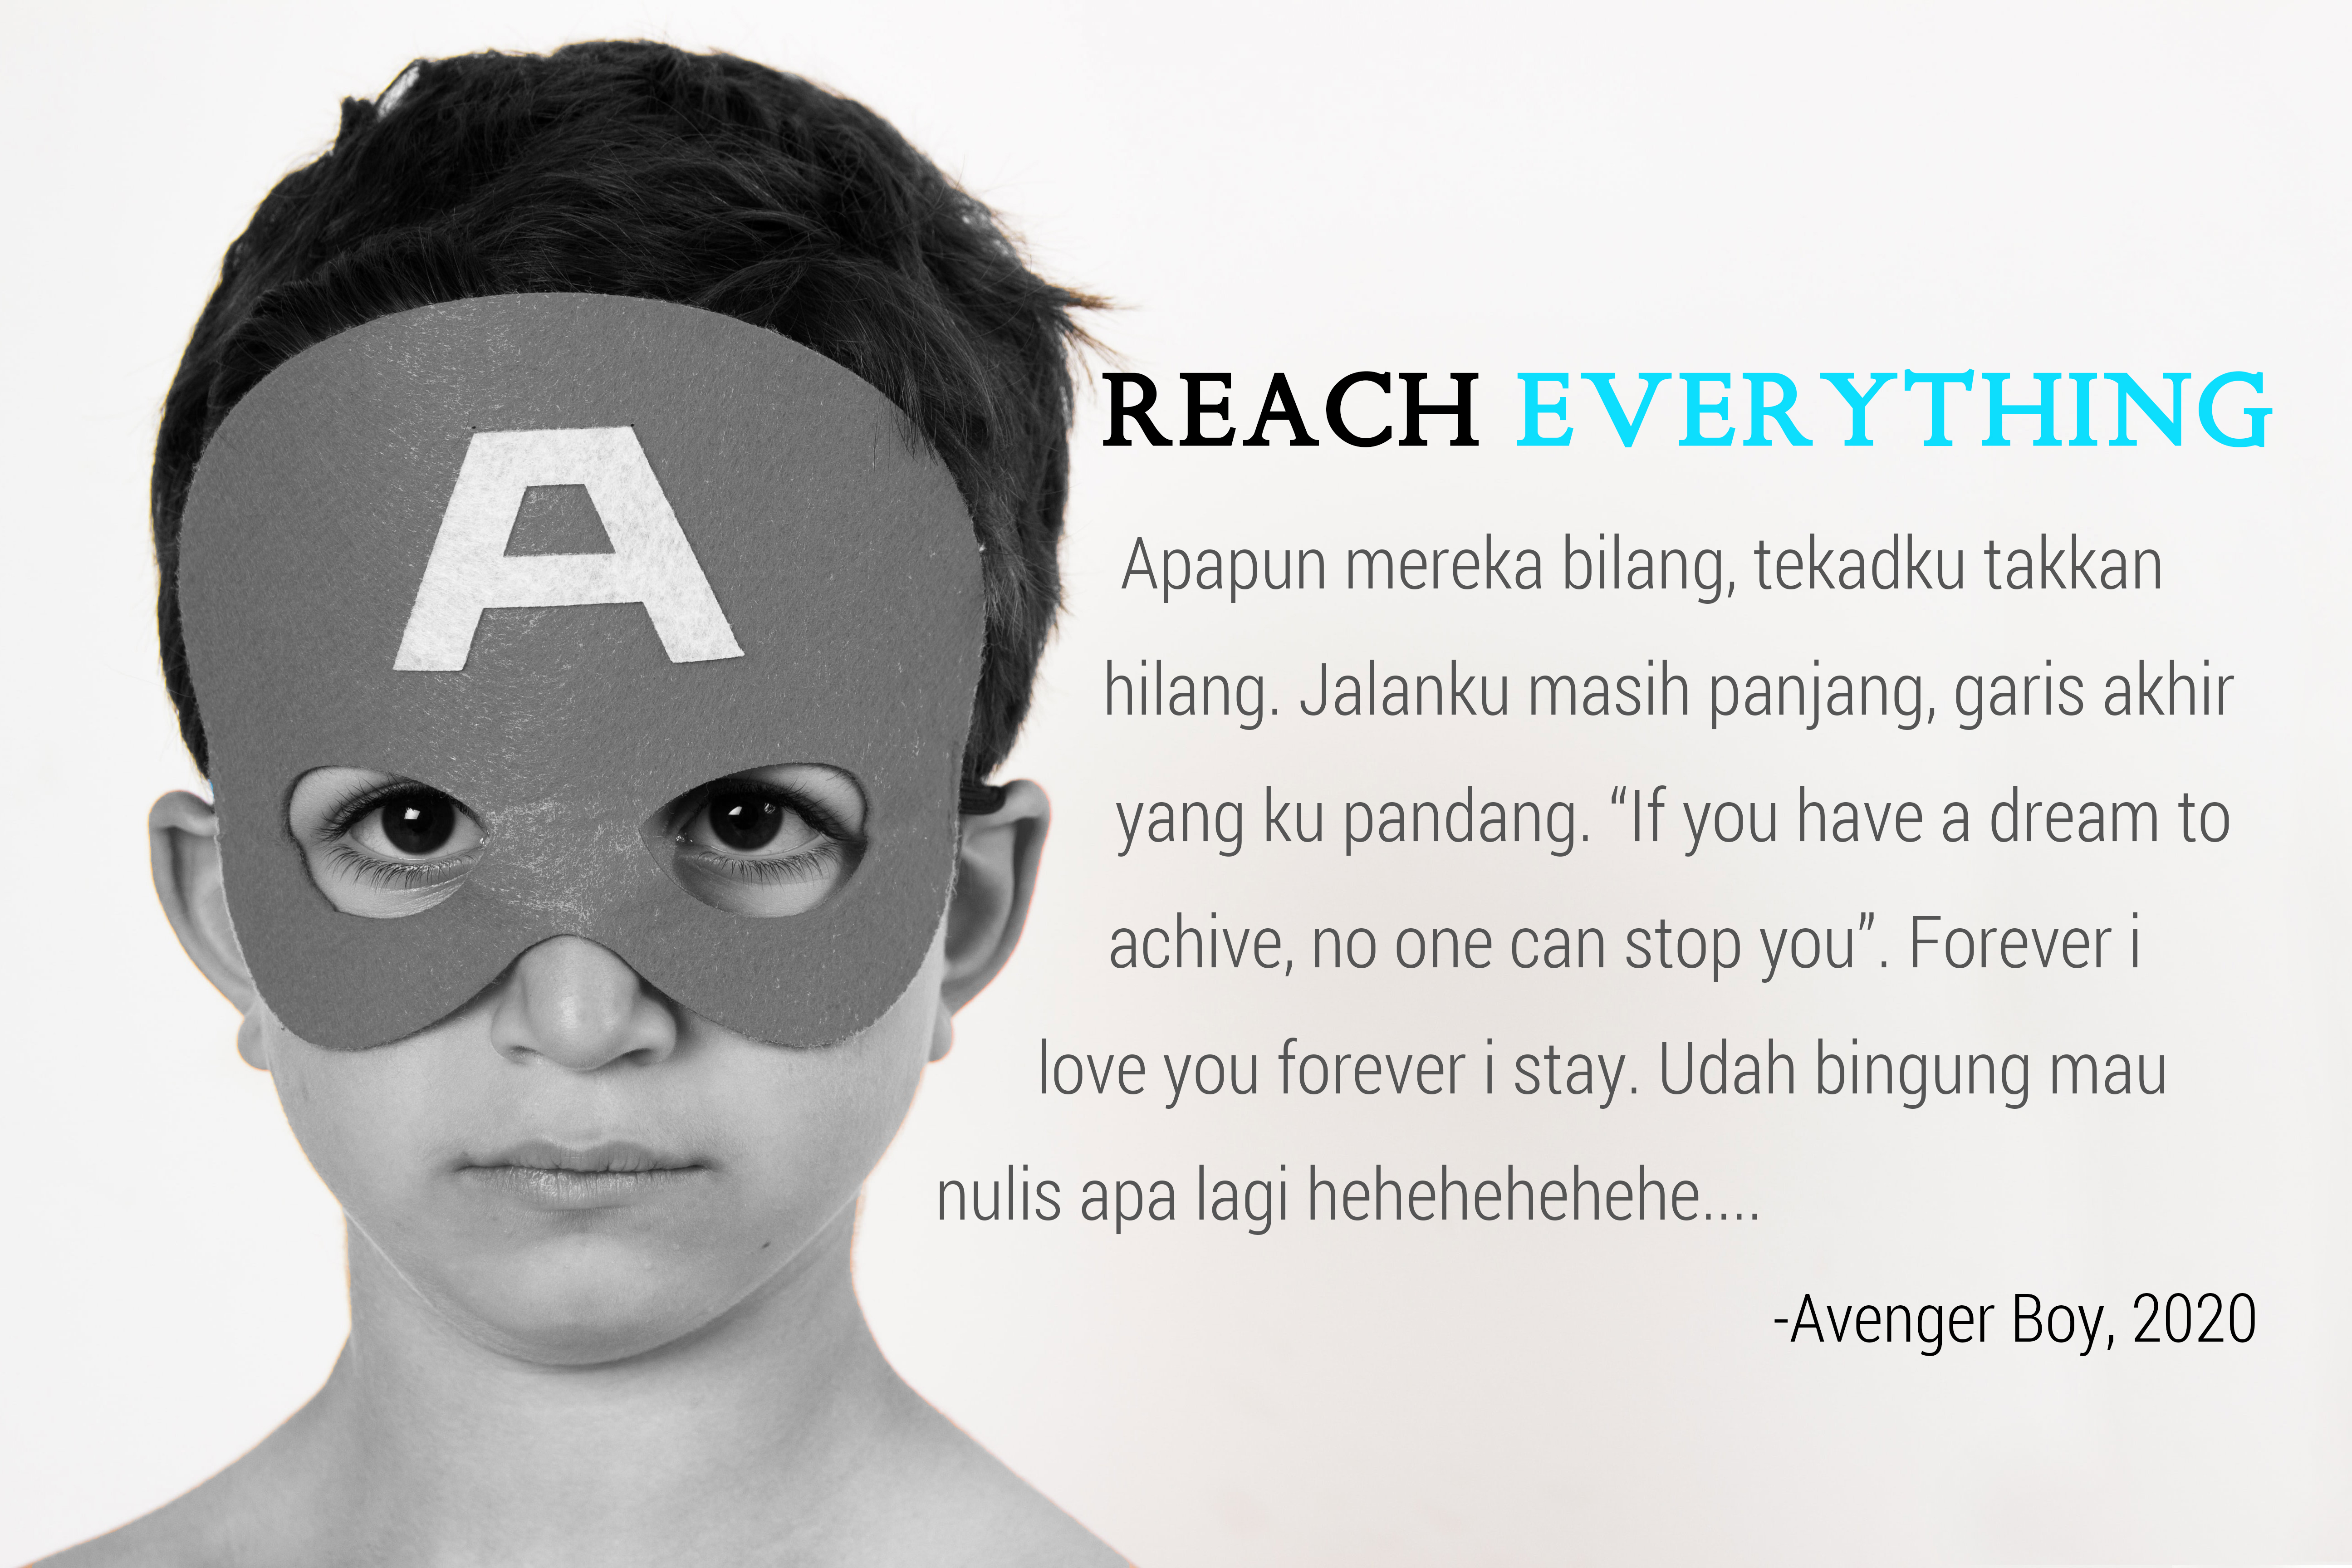 A
REACH EVERYTHING
Apapun mereka bilang, tekadku takkan
hilang. Jalanku masih panjang, garis akhir
yang ku pandang. “If you have a dream to
achive, no one can stop you”. Forever i
love you forever i stay. Udah bingung mau
nulis apa lagi hehehehehehe....
-Avenger Boy, 2020